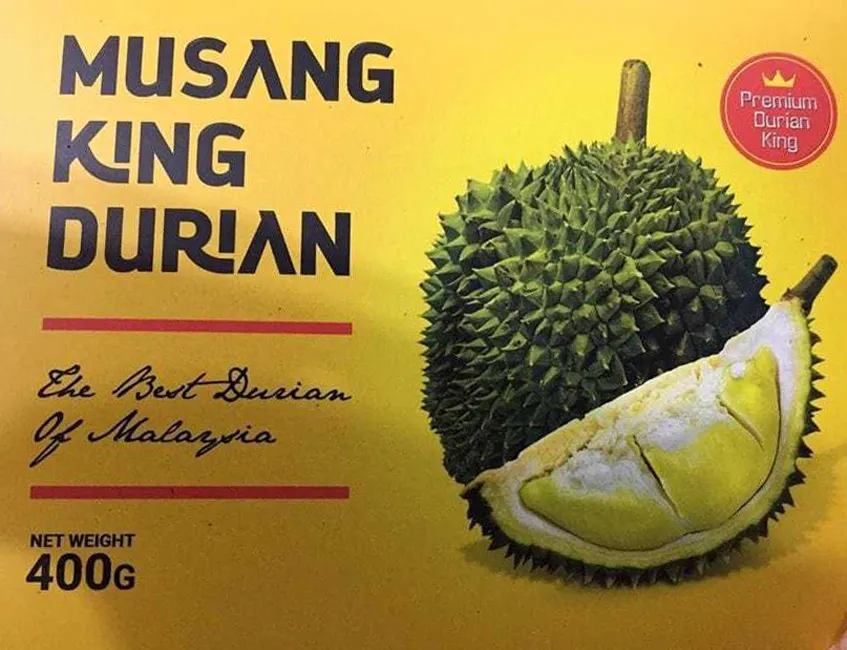 MUSANG
KING
DURIAN
The Best Durian
Of Malaysia
NET WEIGHT
400G
Premium
Durian
King